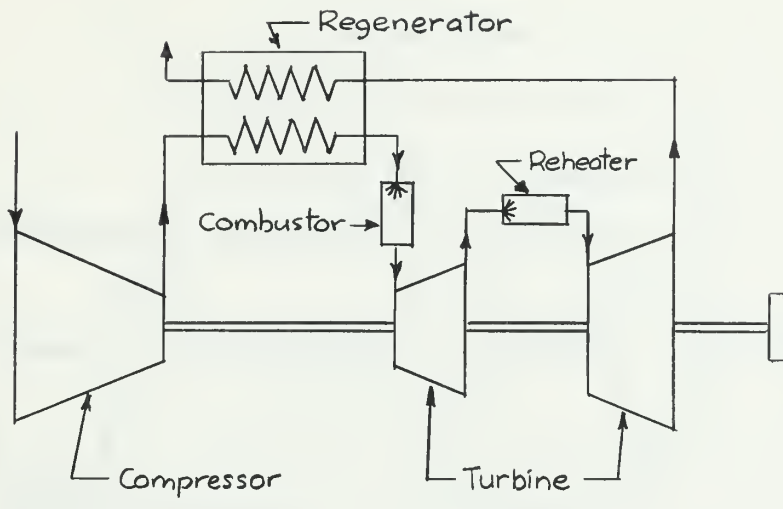 Regenerator
Reheater
Combustor
Compressor
Turbine